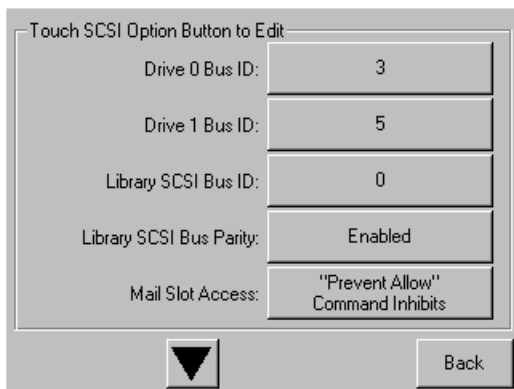 Touch SCSI Option Button to Edit
Drive 0 Bus ID: 3
Drive 1 Bus ID: 5
Library SCSI Bus ID: 0
Library SCSI Bus Parity: Enabled
Mail Slot Access: "Prevent Allow"
Command Inhibits
Back